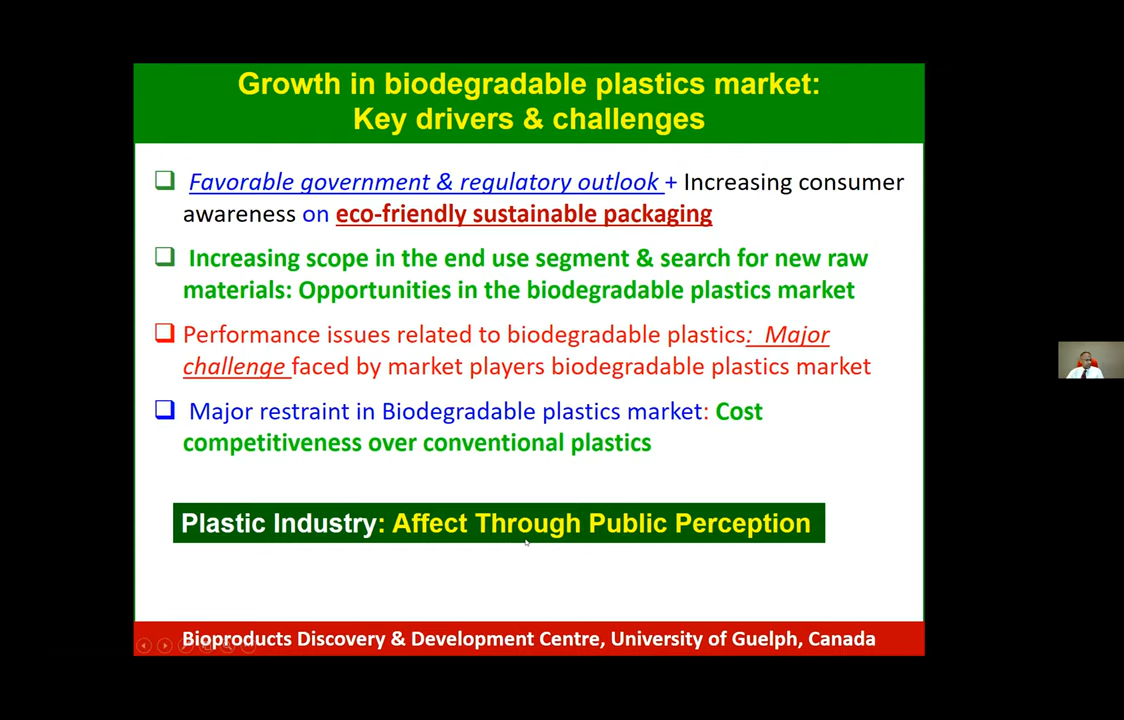 Growth in biodegradable plastics market:
Key drivers & challenges
Favorable government & regulatory outlook + Increasing consumer
awareness on eco-friendly sustainable packaging
Increasing scope in the end use segment & search for new raw
materials: Opportunities in the biodegradable plastics market
Performance issues related to biodegradable plastics: Major
challenge faced by market players biodegradable plastics market
Major restraint in Biodegradable plastics market: Cost
competitiveness over conventional plastics
Plastic Industry: Affect Through Public Perception
Bioproducts Discovery & Development Centre, University of Guelph, Canada